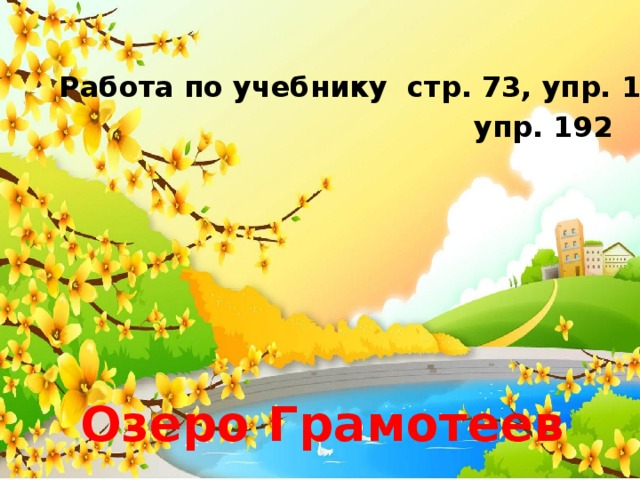 Работа по учебнику стр. 73, упр. 1
упр. 192
Озеро Грамотеев